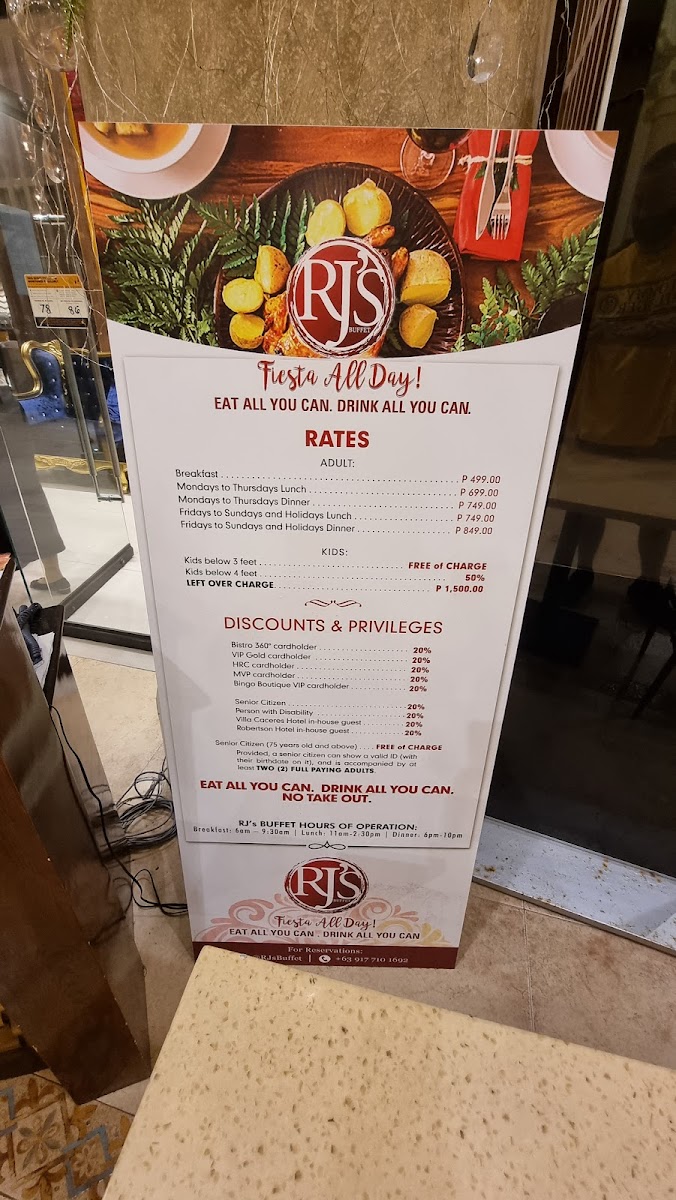 RJ'S
BUFFET
Fiesta All Day!
EAT ALL YOU CAN. DRINK ALL YOU CAN.
RATES
ADULT:
Breakfast ........ ₱ 499.00
Mondays to Thursdays Lunch ........ ₱ 699.00
Mondays to Thursdays Dinner ........ ₱ 749.00
Fridays to Sundays and Holidays Lunch ........ ₱ 749.00
Fridays to Sundays and Holidays Dinner ........ ₱ 849.00
KIDS:
Kids below 3 feet ........ FREE of CHARGE
Kids below 4 feet ........ 50%
LEFT OVER CHARGE ........ ₱ 1,500.00
DISCOUNTS & PRIVILEGES
Bistro 360° cardholder ........ 20%
VIP Gold cardholder ........ 20%
HRC cardholder ........ 20%
MVP cardholder ........ 20%
Bingo Boutique VIP cardholder ........ 20%
Senior Citizen ........ 20%
Person with Disability ........ 20%
Villa Caceres Hotel in-house guest ........ 20%
Robertson Hotel in-house guest ........ 20%
Senior Citizen (75 years old and above) .... FREE of CHARGE
Provided, a senior citizen can show a valid ID (with
their birthdate on it), and is accompanied by at
least TWO (2) FULL PAYING ADULTS.
EAT ALL YOU CAN. DRINK ALL YOU CAN.
NO TAKE OUT.
RJ's BUFFET HOURS OF OPERATION:
Breakfast: 6am – 9:30am | Lunch: 11am-2:30pm | Dinner: 6pm-10pm
RJ'S
BUFFET
Fiesta All Day!
EAT ALL YOU CAN . DRINK ALL YOU CAN
For Reservations:
@RJsBuffet | +63 917 710 1692
78 86